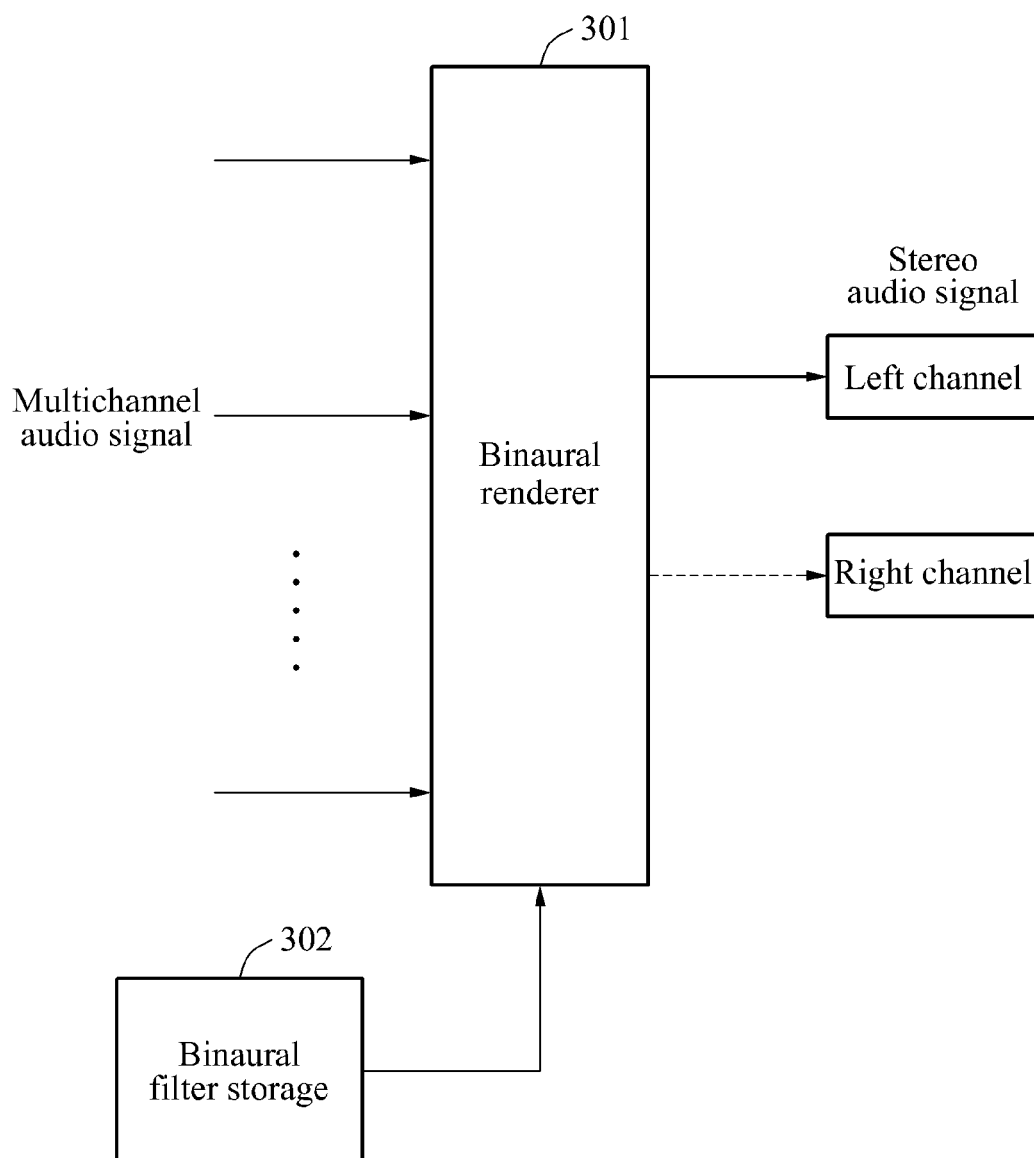 301
Stereo
audio signal
Left channel
Multichannel
audio signal
Binaural
renderer
Right channel
302
Binaural
filter storage